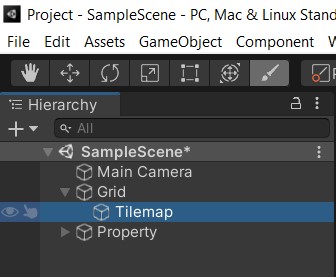 Project - SampleScene - PC, Mac & Linux Stand
File Edit Assets GameObject Component
Hierarchy
All
SampleScene*
Main Camera
Grid
Tilemap
Property